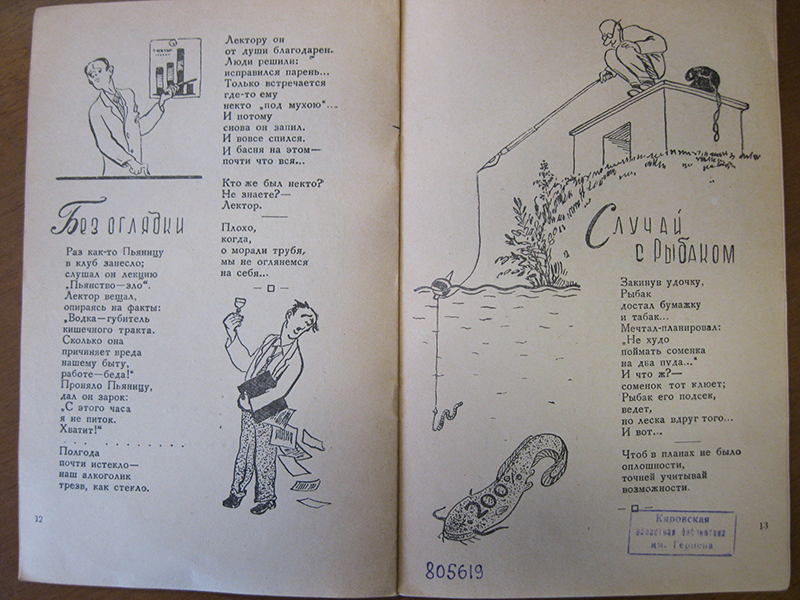 Без оглядки
Раз как-то Пьяницу
в клуб занесло;
слушал он лекцию
„Пьянство—зло“.
Лектор вещал,
опираясь на факты:
„Водка—губитель
кишечного тракта.
Сколько она
причиняет вреда
нашему быту,
работе—беда!“
Проняло Пьяницу,
дал он зарок:
„С этого часа
я не питок.
Хватит!“
. . . . . . . . . . . . . .
Полгода
почти истекло—
наш алкоголик
трезв, как стекло.
12
Лектору он
от души благодарен.
Люди решили:
исправился парень...
Только встречается
где-то ему
некто „под мухою“...
И потому
снова он запил.
И вовсе спился.
И басня на этом—
почти что вся...
Кто же был некто?
Не знаете?—
Лектор.
Плохо,
когда,
о морали трубя,
мы не оглянемся
на себя...
Случай
с Рыбаком
Закинув удочку,
Рыбак
достал бумажку
и табак...
Мечтал-планировал:
„Не худо
поймать соменка
на два пуда...“
И что ж?—
соменок тот клюет;
Рыбак его подсек,
ведет,
но леска вдруг того...
И вот...
Чтоб в планах не было
оплошности,
точней учитывай
возможности.
200%
Кировская
областная библиотека
им. Герцена
13
805619